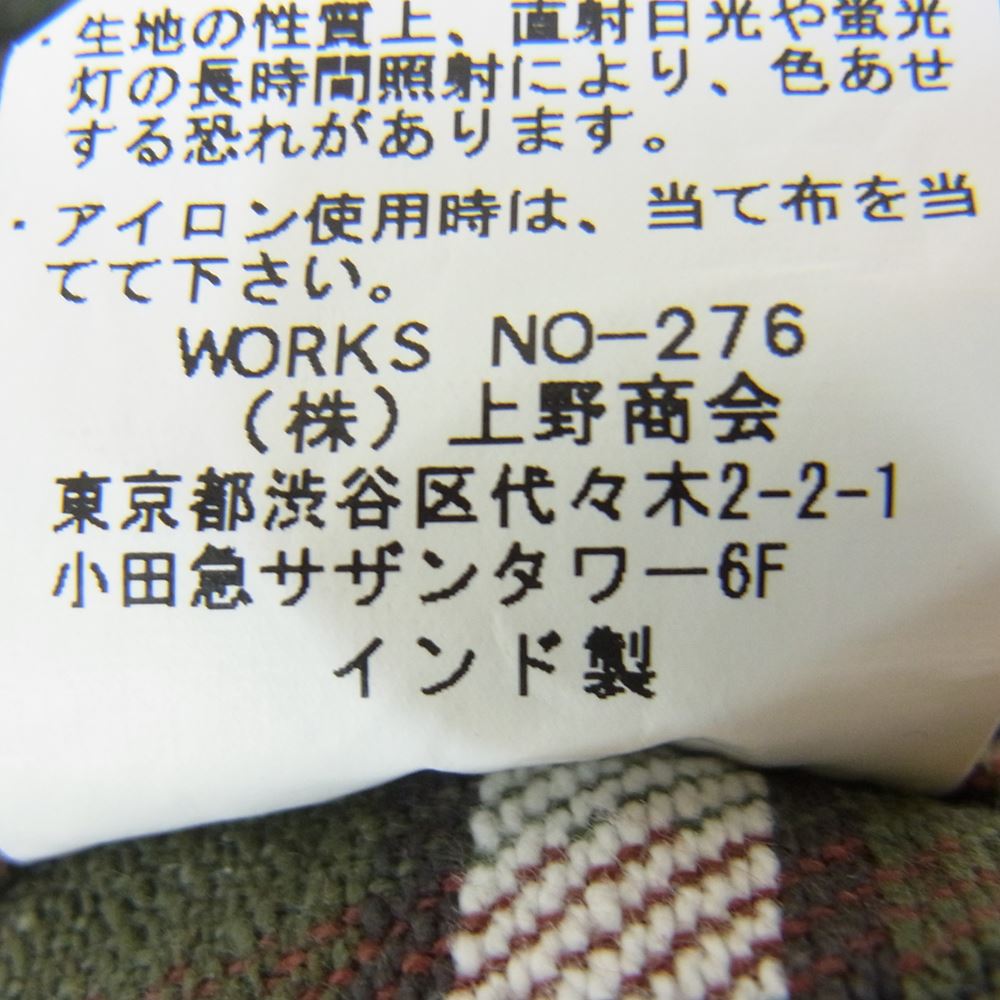 ・生地の性質上、直射日光や蛍光
灯の長時間照射により、色あせ
する恐れがあります。
・アイロン使用時は、当て布を当
てて下さい。
WORKS NO-276
(株)上野商会
東京都渋谷区代々木2-2-1
小田急サザンタワー6F
インド製